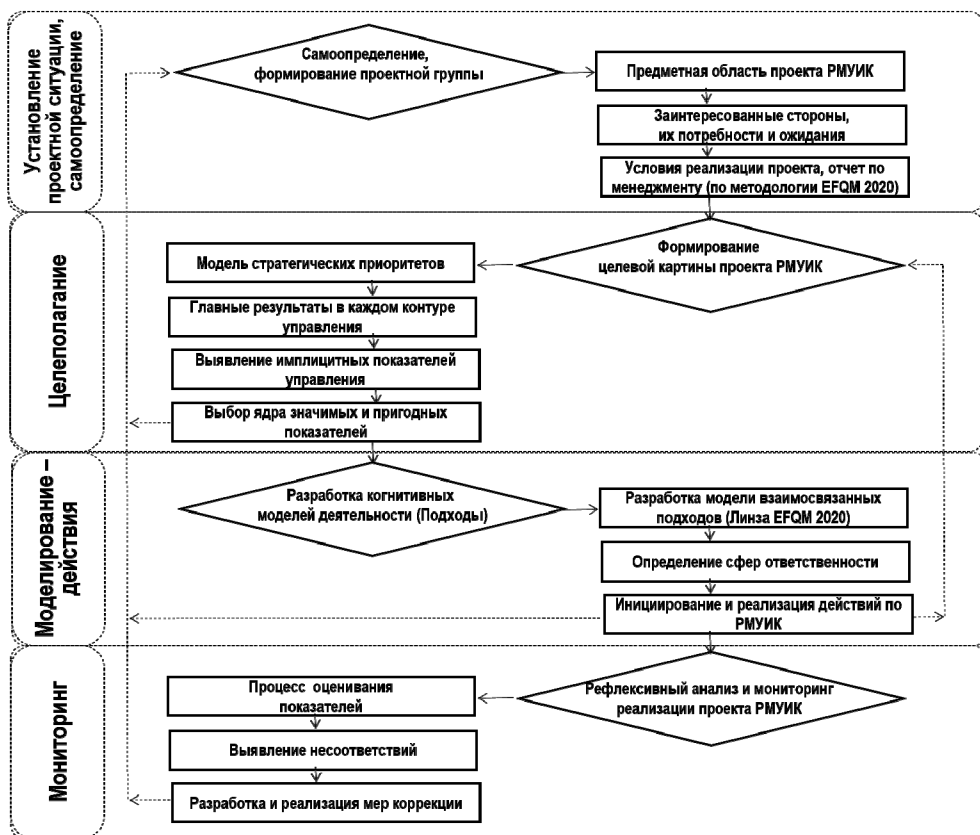 Установление
проектной ситуации,
самоопределение
Самоопределение,
формирование проектной группы
Предметная область проекта РМУИК
Заинтересованные стороны,
их потребности и ожидания
Условия реализации проекта, отчет по
менеджменту (по методологии EFQM 2020)
Целеполагане
Формирование
целевой картины проекта РМУИК
Модель стратегических приоритетов
Главные результаты в каждом контуре
управления
Выявление имплицитных показателей
управления
Выбор ядра значимых и пригодных
показателей
Моделирование –
действия
Разработка когнитивных
моделей деятельности (Подходы)
Разработка модели взаимосвязанных
подходов (Линза EFQM 2020)
Определение сфер ответственности
Инициирование и реализация действий по
РМУИК
Мониторинг
Рефлексивный анализ и мониторинг
реализации проекта РМУИК
Процесс оценивания
показателей
Выявление несоответствий
Разработка и реализация мер коррекции